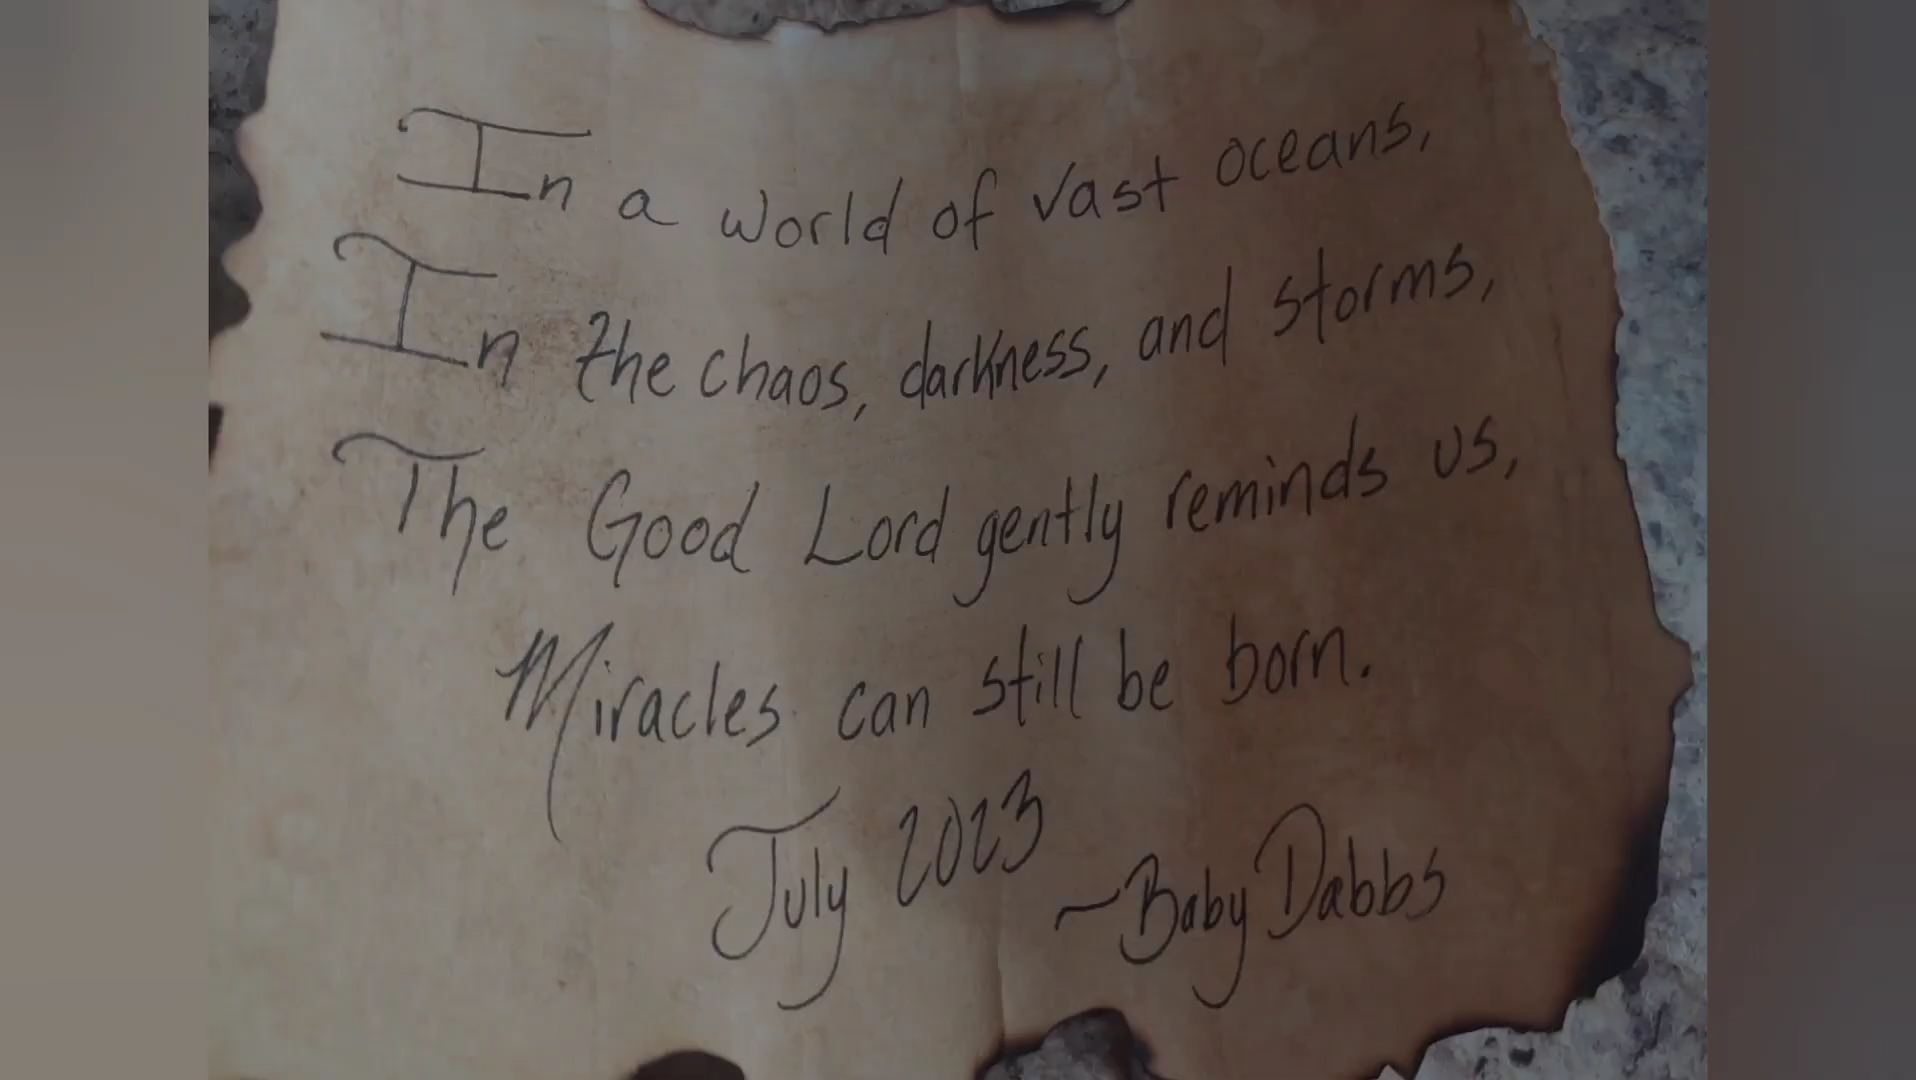 In a world of vast oceans,
In the chaos, darkness, and storms,
The Good Lord gently reminds us,
Miracles can still be born.
July 2023
~Baby Dabbs